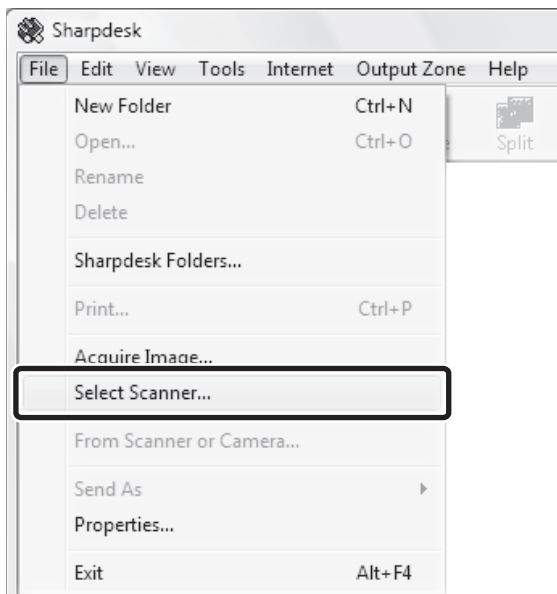 Sharpdesk
File Edit View Tools Internet Output Zone Help
New Folder Ctrl+N
Open... Ctrl+O
Split
Rename
Delete
Sharpdesk Folders...
Print... Ctrl+P
Acquire Image...
Select Scanner...
From Scanner or Camera...
Send As
Properties...
Exit Alt+F4